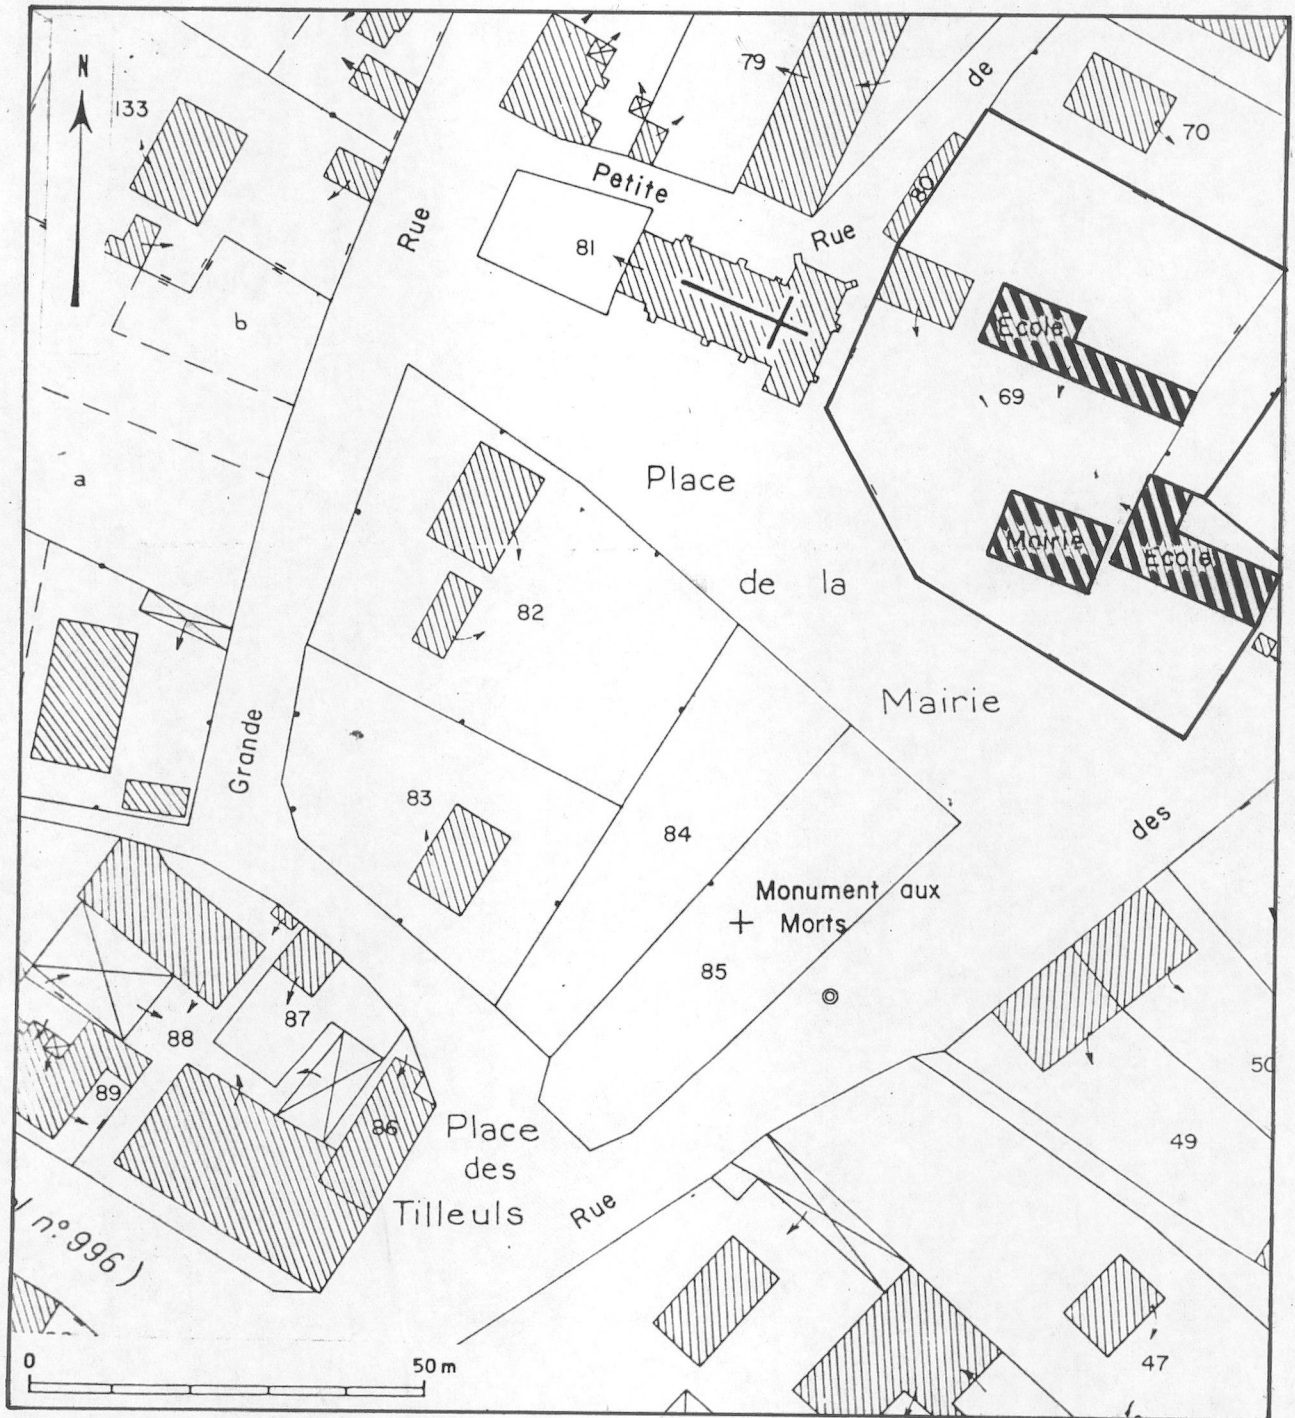 N
133
79
de
70
Petite
80
Rue
81
Rue
b
Ecole
69
a
Place
Mairie
Ecole
de la
82
Mairie
Grande
83
84
des
Monument aux
Morts
85
88
87
50
89
86
Place
des
Tilleuls
49
Rue
n° 996)
0
50 m
47